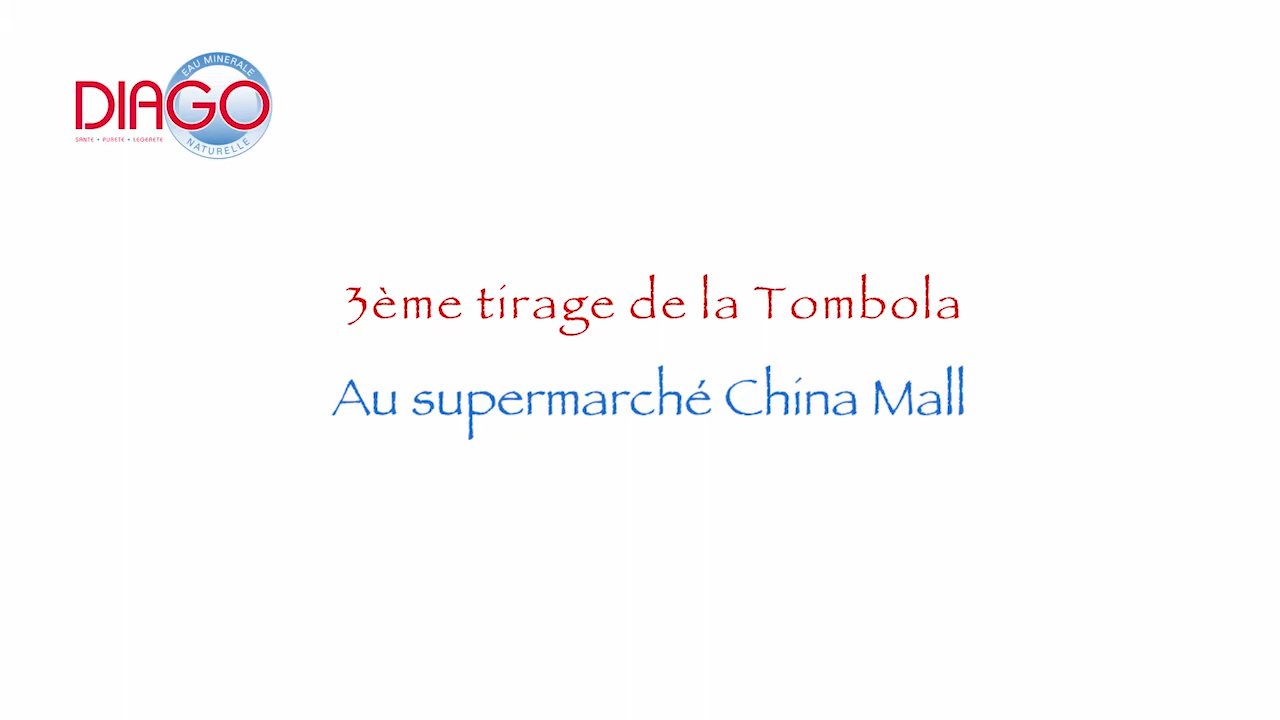 EAU MINERALE
DIAGO
SANTE • PURETE • LEGERETE
NATURELLE
3ème tirage de la Tombola
Au supermarché China Mall